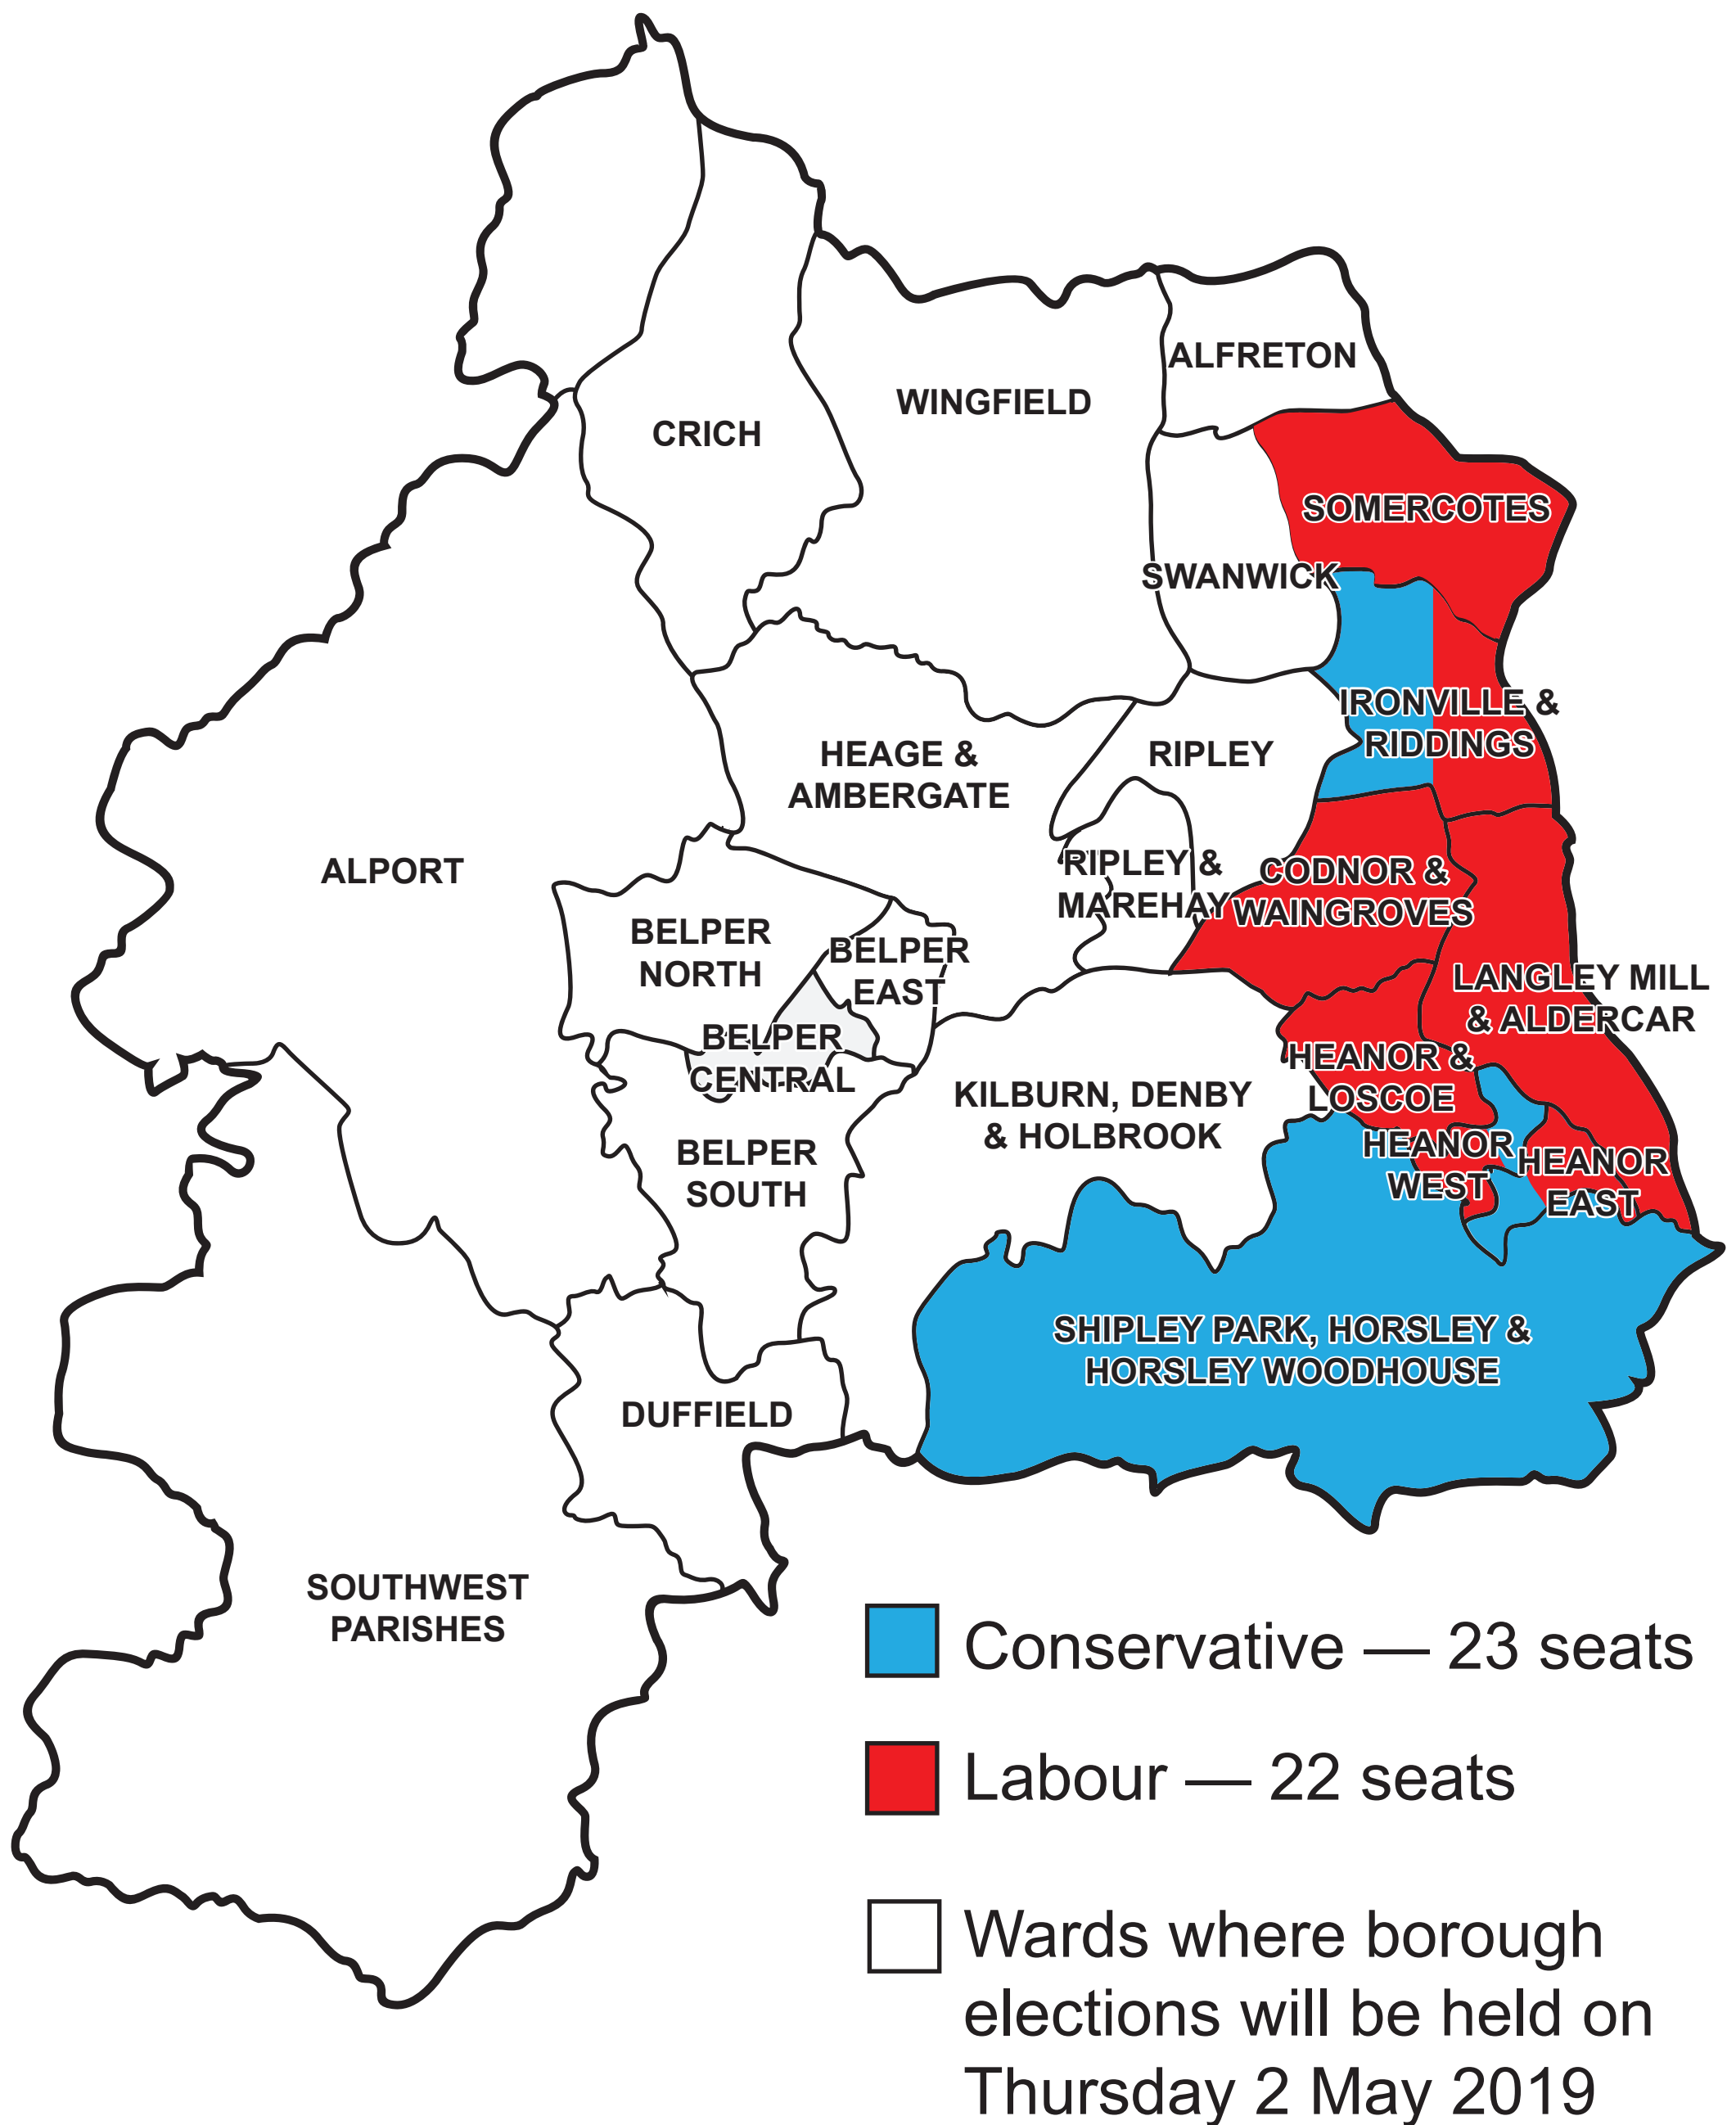 ALFRETON
WINGFIELD
CRICH
SOMERCOTES
SWANWICK
IRONVILLE &
RIDDINGS
HEAGE &
AMBERGATE
RIPLEY
ALPORT
RIPLEY &
MAREHAY
CODNOR &
WAINGROVES
BELPER
NORTH
BELPER
EAST
LANGLEY MILL
& ALDERCAR
BELPER
CENTRAL
HEANOR &
LOSCOE
KILBURN, DENBY
& HOLBROOK
HEANOR
WEST
HEANOR
EAST
BELPER
SOUTH
SHIPLEY PARK, HORSLEY &
HORSLEY WOODHOUSE
DUFFIELD
SOUTHWEST
PARISHES
Conservative — 23 seats
Labour — 22 seats
Wards where borough
elections will be held on
Thursday 2 May 2019